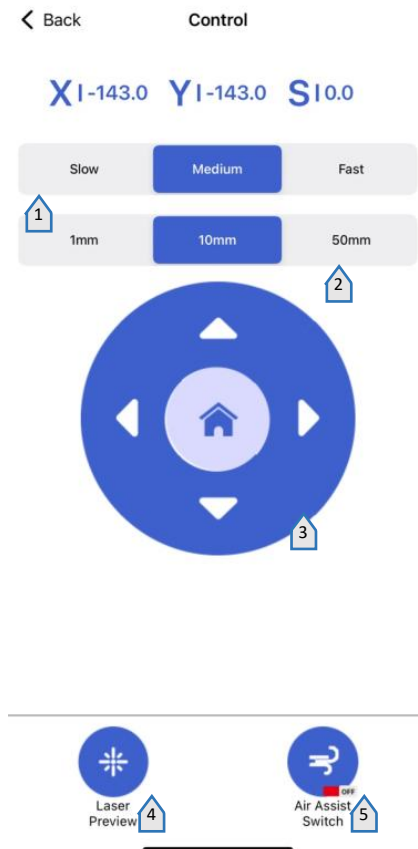 Back Control
X|-143.0 Y|-143.0 S|0.0
Slow Medium Fast
1
1mm 10mm 50mm
2
3
Laser
Preview
4
OFF
Air Assist
Switch
5